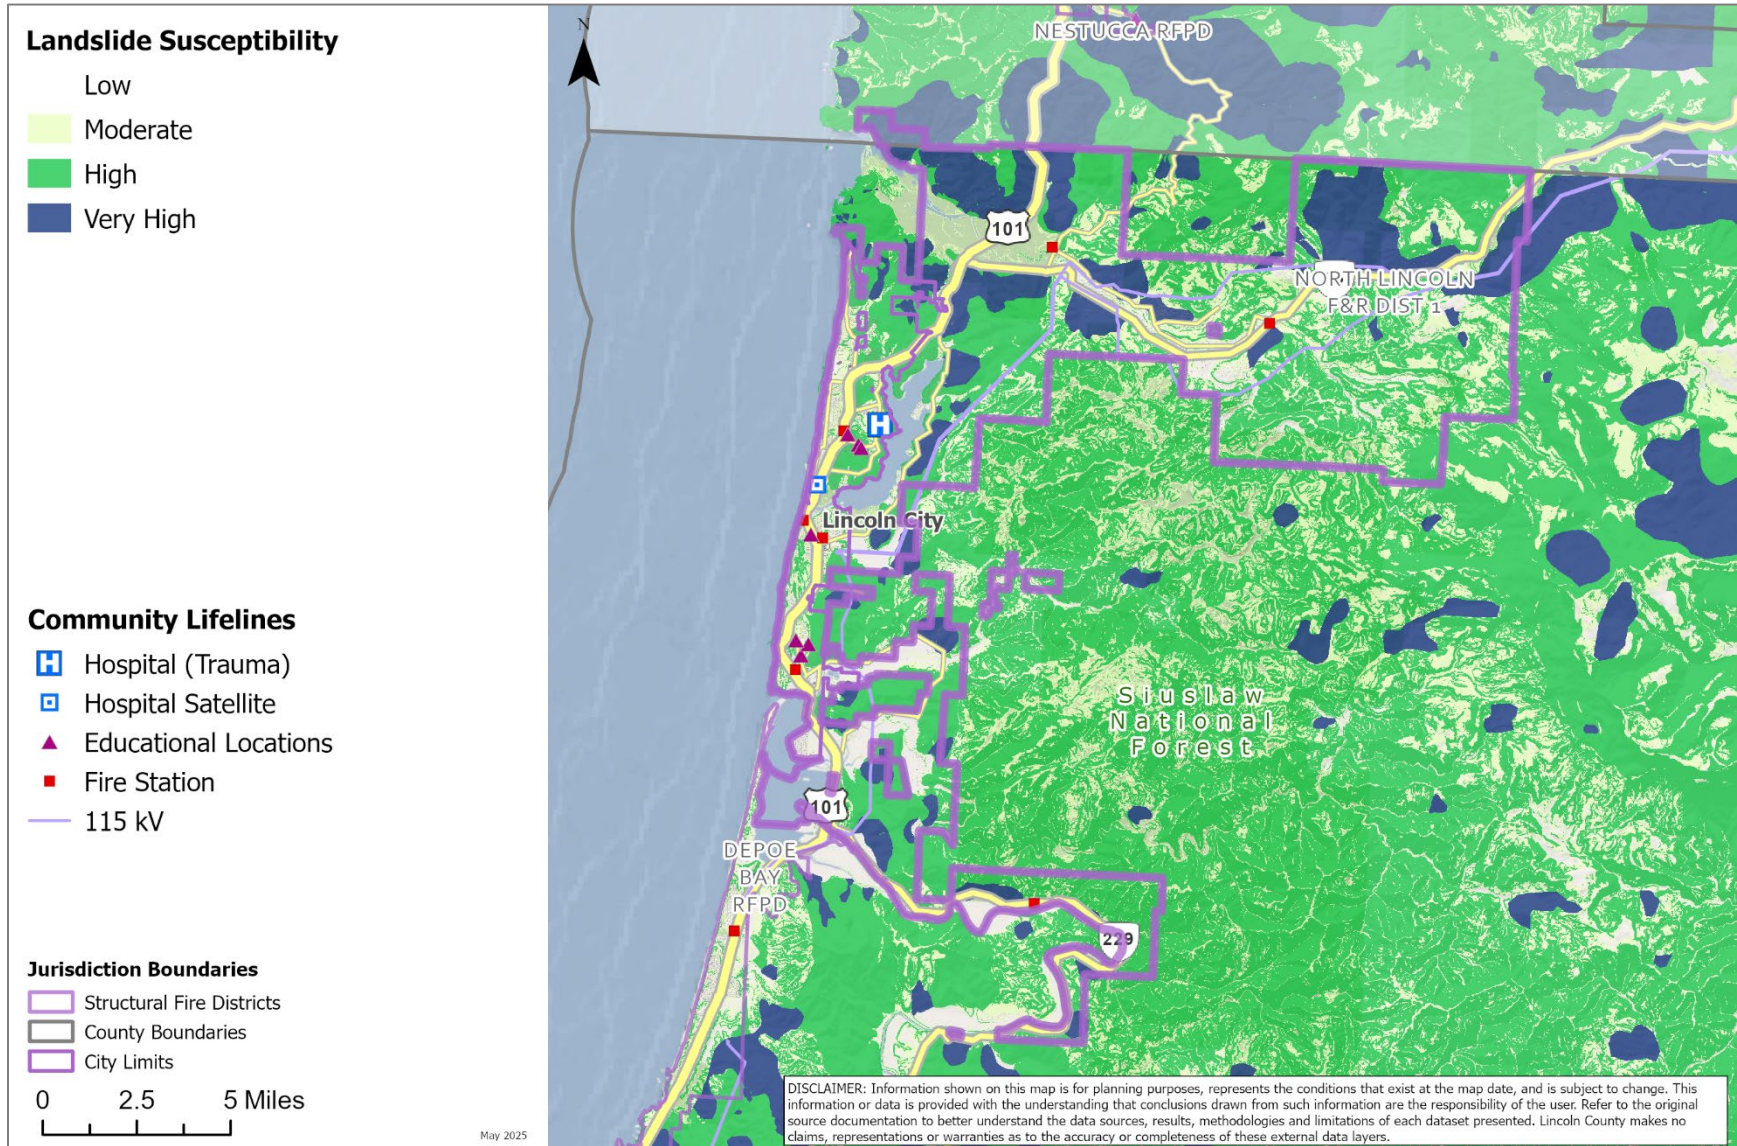 Landslide Susceptibility
Low
Moderate
High
Very High
Community Lifelines
H Hospital (Trauma)
Hospital Satellite
Educational Locations
Fire Station
115 kV
Jurisdiction Boundaries
Structural Fire Districts
County Boundaries
City Limits
0 2.5 5 Miles
May 2025
N
NESTUCCA RFPD
101
NORTH LINCOLN
F&R DIST 1
H
Lincoln City
Siuslaw
National
Forest
101
DEPOE
BAY
RFPD
229
DISCLAIMER: Information shown on this map is for planning purposes, represents the conditions that exist at the map date, and is subject to change. This
information or data is provided with the understanding that conclusions drawn from such information are the responsibility of the user. Refer to the original
source documentation to better understand the data sources, results, methodologies and limitations of each dataset presented. Lincoln County makes no
claims, representations or warranties as to the accuracy or completeness of these external data layers.